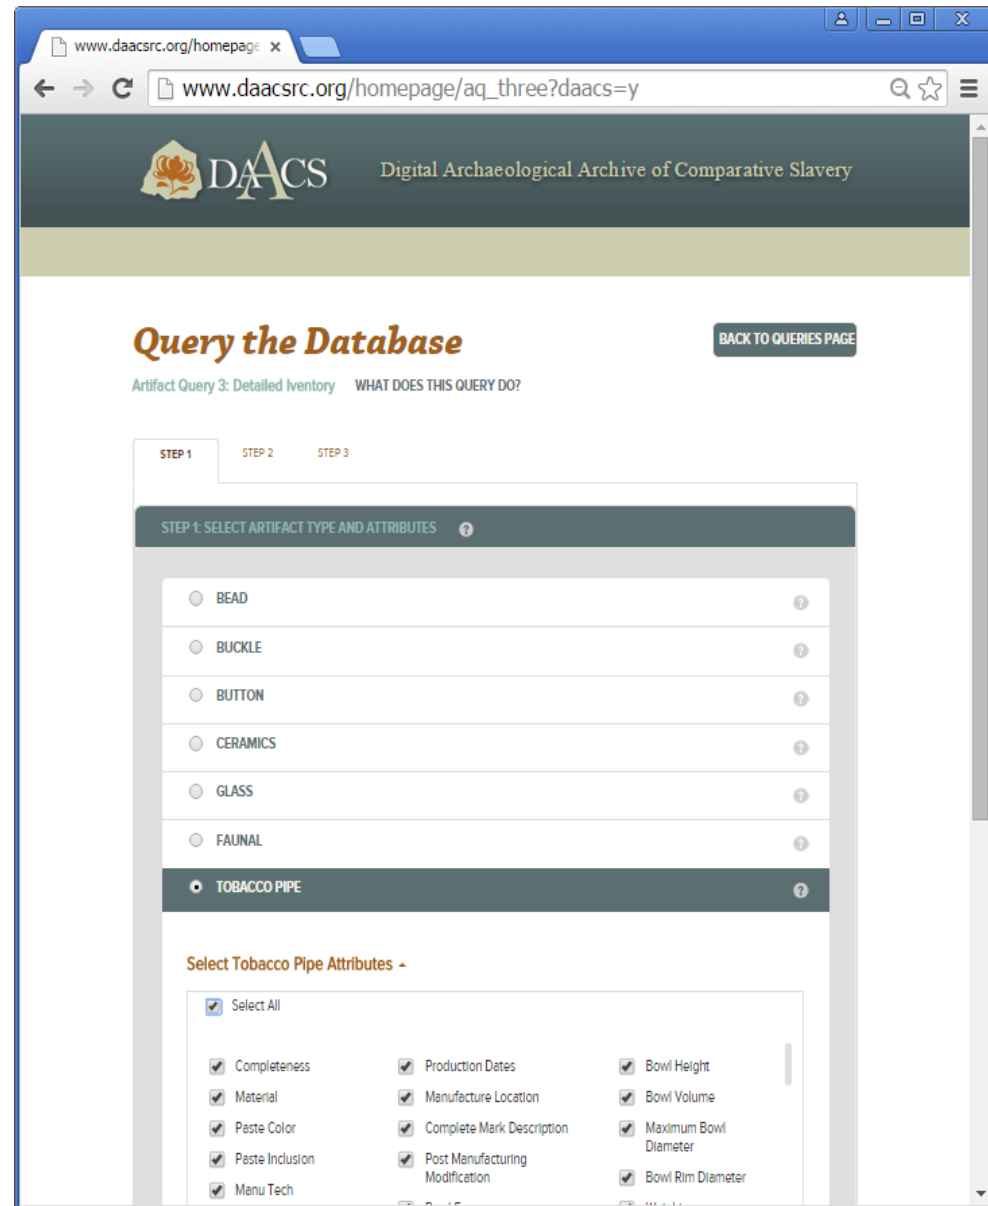 www.daacsrc.org/homepage
www.daacsrc.org/homepage/aq_three?daacs=y
DAACS Digital Archaeological Archive of Comparative Slavery
Query the Database
BACK TO QUERIES PAGE
Artifact Query 3: Detailed Iventory WHAT DOES THIS QUERY DO?
STEP 1 STEP 2 STEP 3
STEP 1: SELECT ARTIFACT TYPE AND ATTRIBUTES ?
BEAD ?
BUCKLE ?
BUTTON ?
CERAMICS ?
GLASS ?
FAUNAL ?
TOBACCO PIPE ?
Select Tobacco Pipe Attributes
Select All
Completeness Production Dates Bowl Height
Material Manufacture Location Bowl Volume
Paste Color Complete Mark Description Maximum Bowl
Diameter
Paste Inclusion Post Manufacturing
Modification Bowl Rim Diameter
Manu Tech